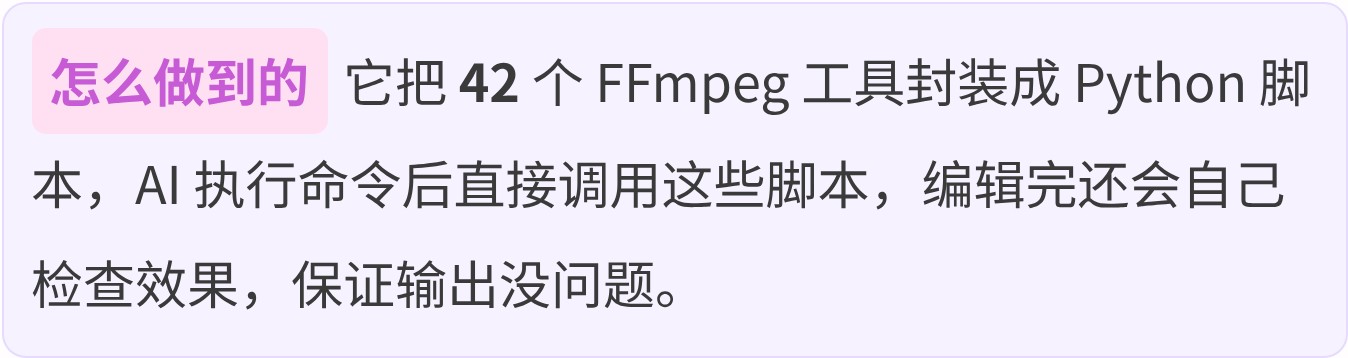 怎么做到的 它把 42 个 FFmpeg 工具封装成 Python 脚
本，AI 执行命令后直接调用这些脚本，编辑完还会自己
检查效果，保证输出没问题。